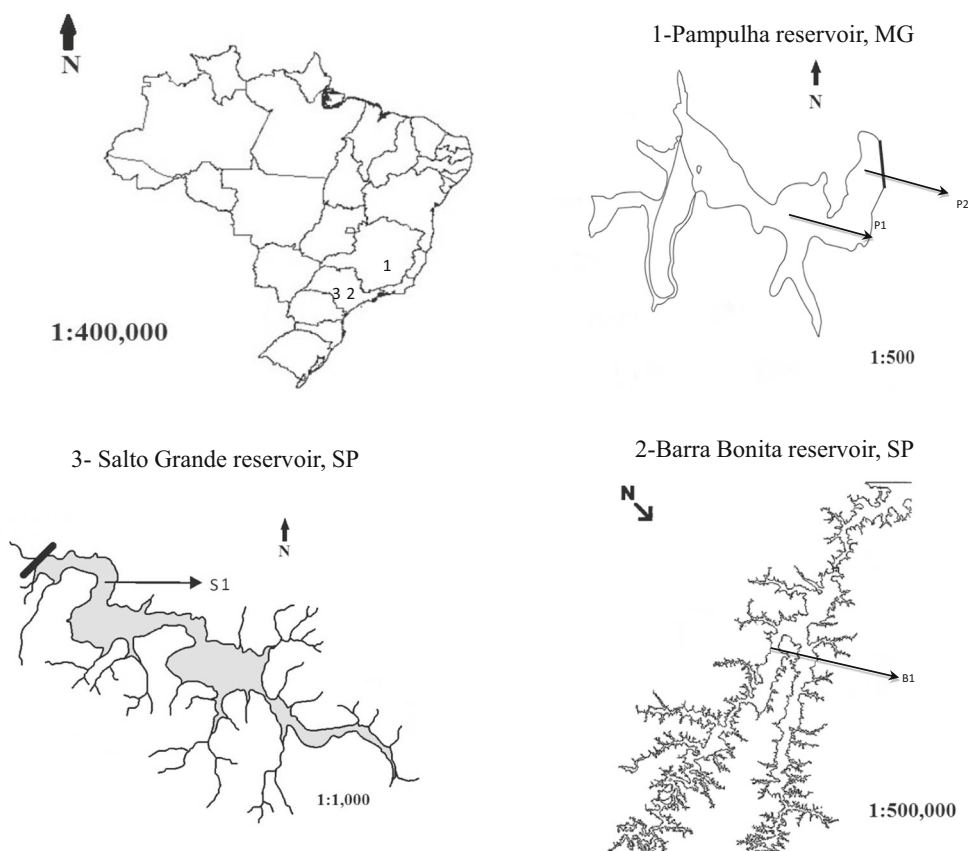 N
1
3 2
1:400,000
1-Pampulha reservoir, MG
N
P2
P1
1:500
3- Salto Grande reservoir, SP
N
S1
1:1,000
2-Barra Bonita reservoir, SP
N
B1
1:500,000